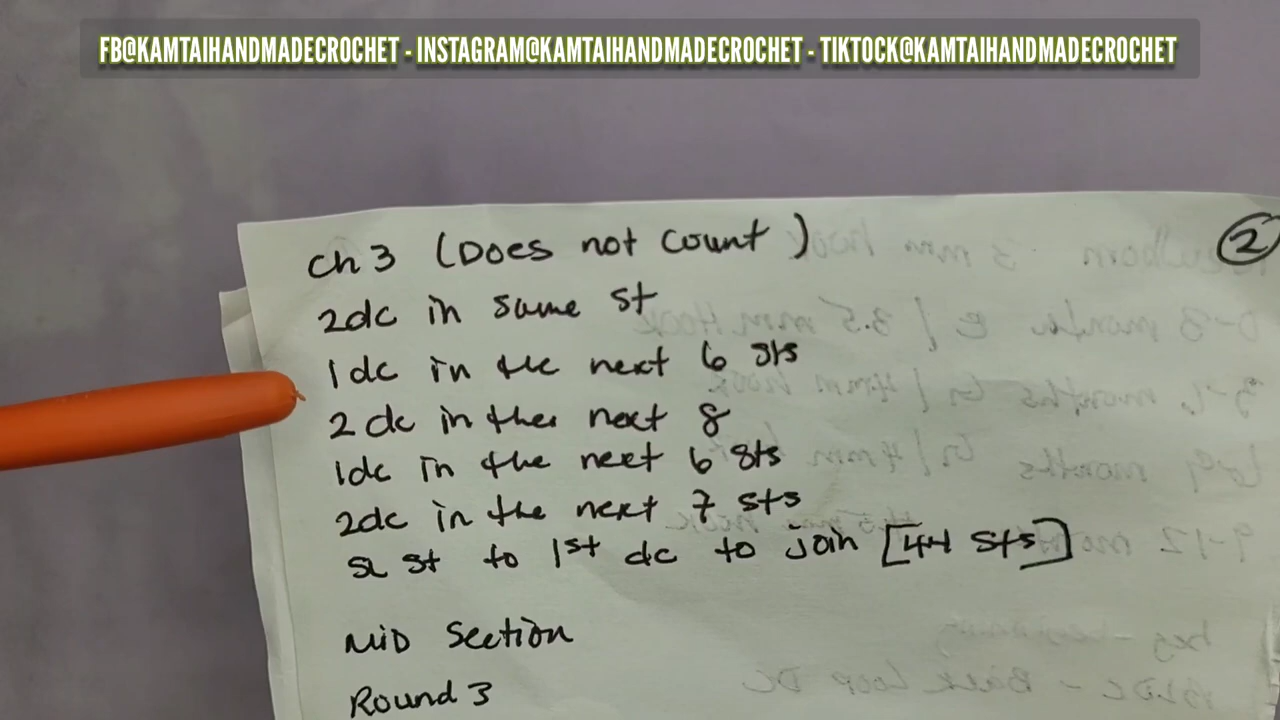 FB@KAMTAIHANDMADECROCHET - INSTAGRAM@KAMTAIHANDMADECROCHET - TIKTOCK@KAMTAIHANDMADECROCHET
2
Ch 3 (Does not count)
2dc in same st
1dc in the next 6 sts
2dc in thes next 8
1dc in the next 6 sts
2dc in the next 7 sts
sl st to 1st dc to join [44 sts]
MID Section
Round 3